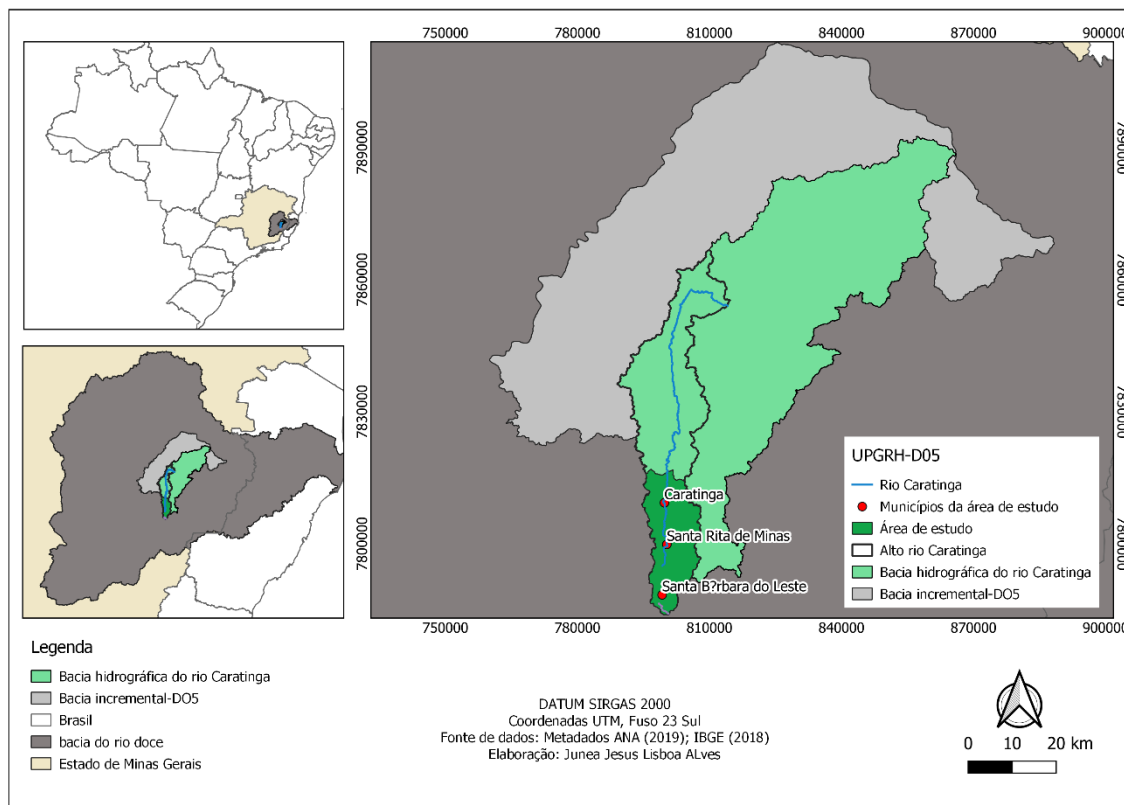 750000 780000 810000 840000 870000 900000
7890000
7860000
7830000
7800000
7890000
7860000
7830000
7800000
Caratinga
Santa Rita de Minas
Santa B?rbara do Leste
UPGRH-D05
Rio Caratinga
Municípios da área de estudo
Área de estudo
Alto rio Caratinga
Bacia hidrográfica do rio Caratinga
Bacia incremental-DO5
750000 780000 810000 840000 870000 900000
Legenda
Bacia hidrográfica do rio Caratinga
Bacia incremental-DO5
Brasil
bacia do rio doce
Estado de Minas Gerais
DATUM SIRGAS 2000
Coordenadas UTM, Fuso 23 Sul
Fonte de dados: Metadados ANA (2019); IBGE (2018)
Elaboração: Junea Jesus Lisboa ALves
0 10 20 km